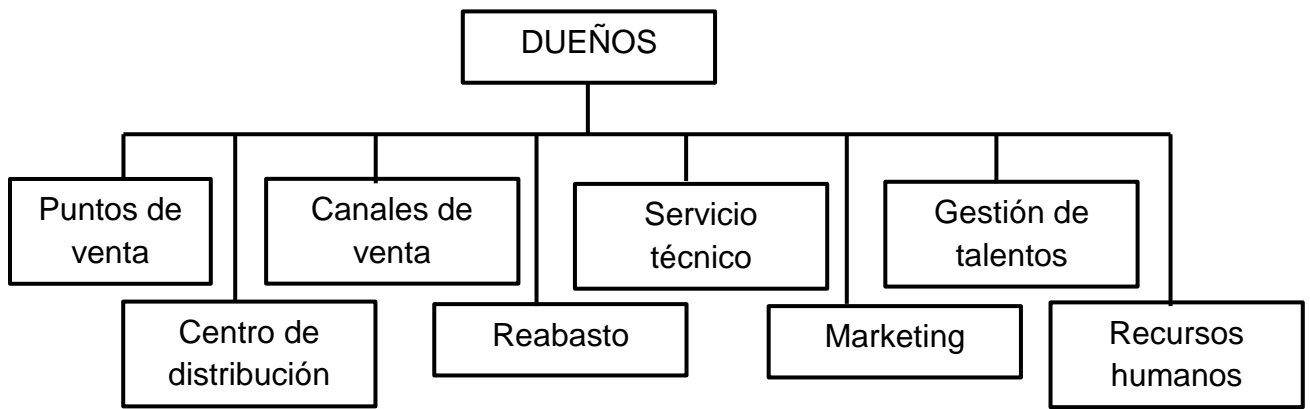 DUEÑOS
Puntos de
venta
Canales de
venta
Servicio
técnico
Gestión de
talentos
Centro de
distribución
Reabasto
Marketing
Recursos
humanos